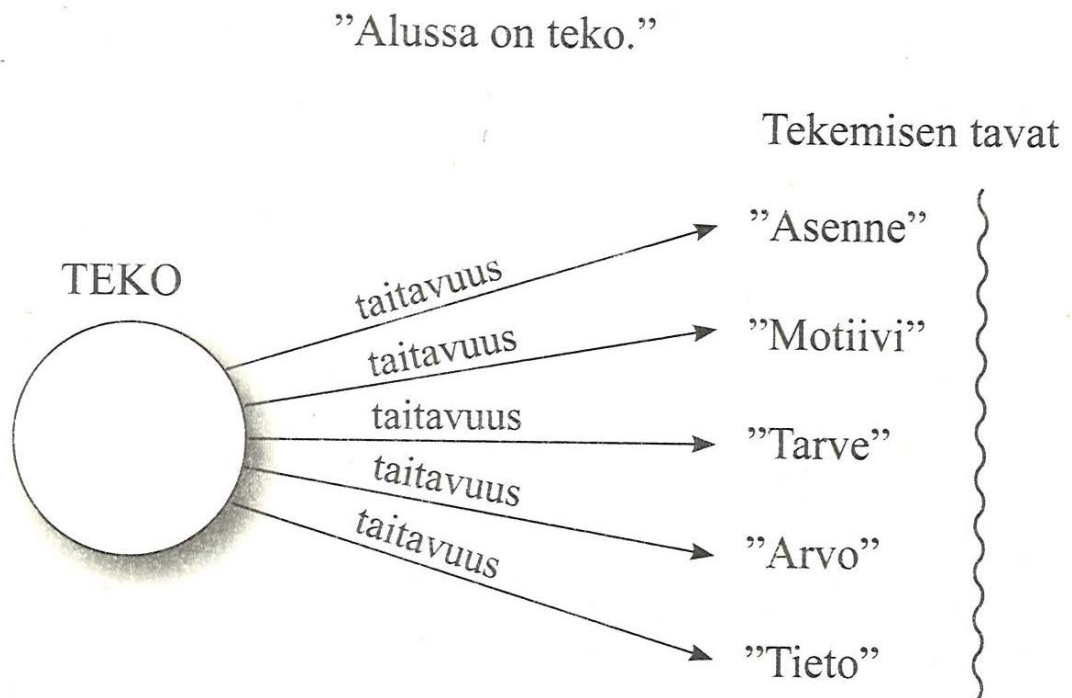 ”Alussa on teko.”
Tekemisen tavat
TEKO
taitavuus
”Asenne”
taitavuus
”Motiivi”
taitavuus
”Tarve”
taitavuus
”Arvo”
taitavuus
”Tieto”